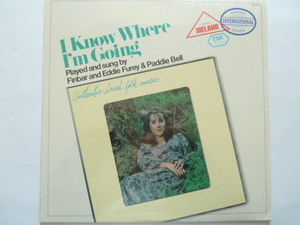 I Know Where
I'm Going
Played and sung by
Finbar and Eddie Furey & Paddie Bell
Authentic Irish folk music
IRELAND
INTERNATIONAL
EMI